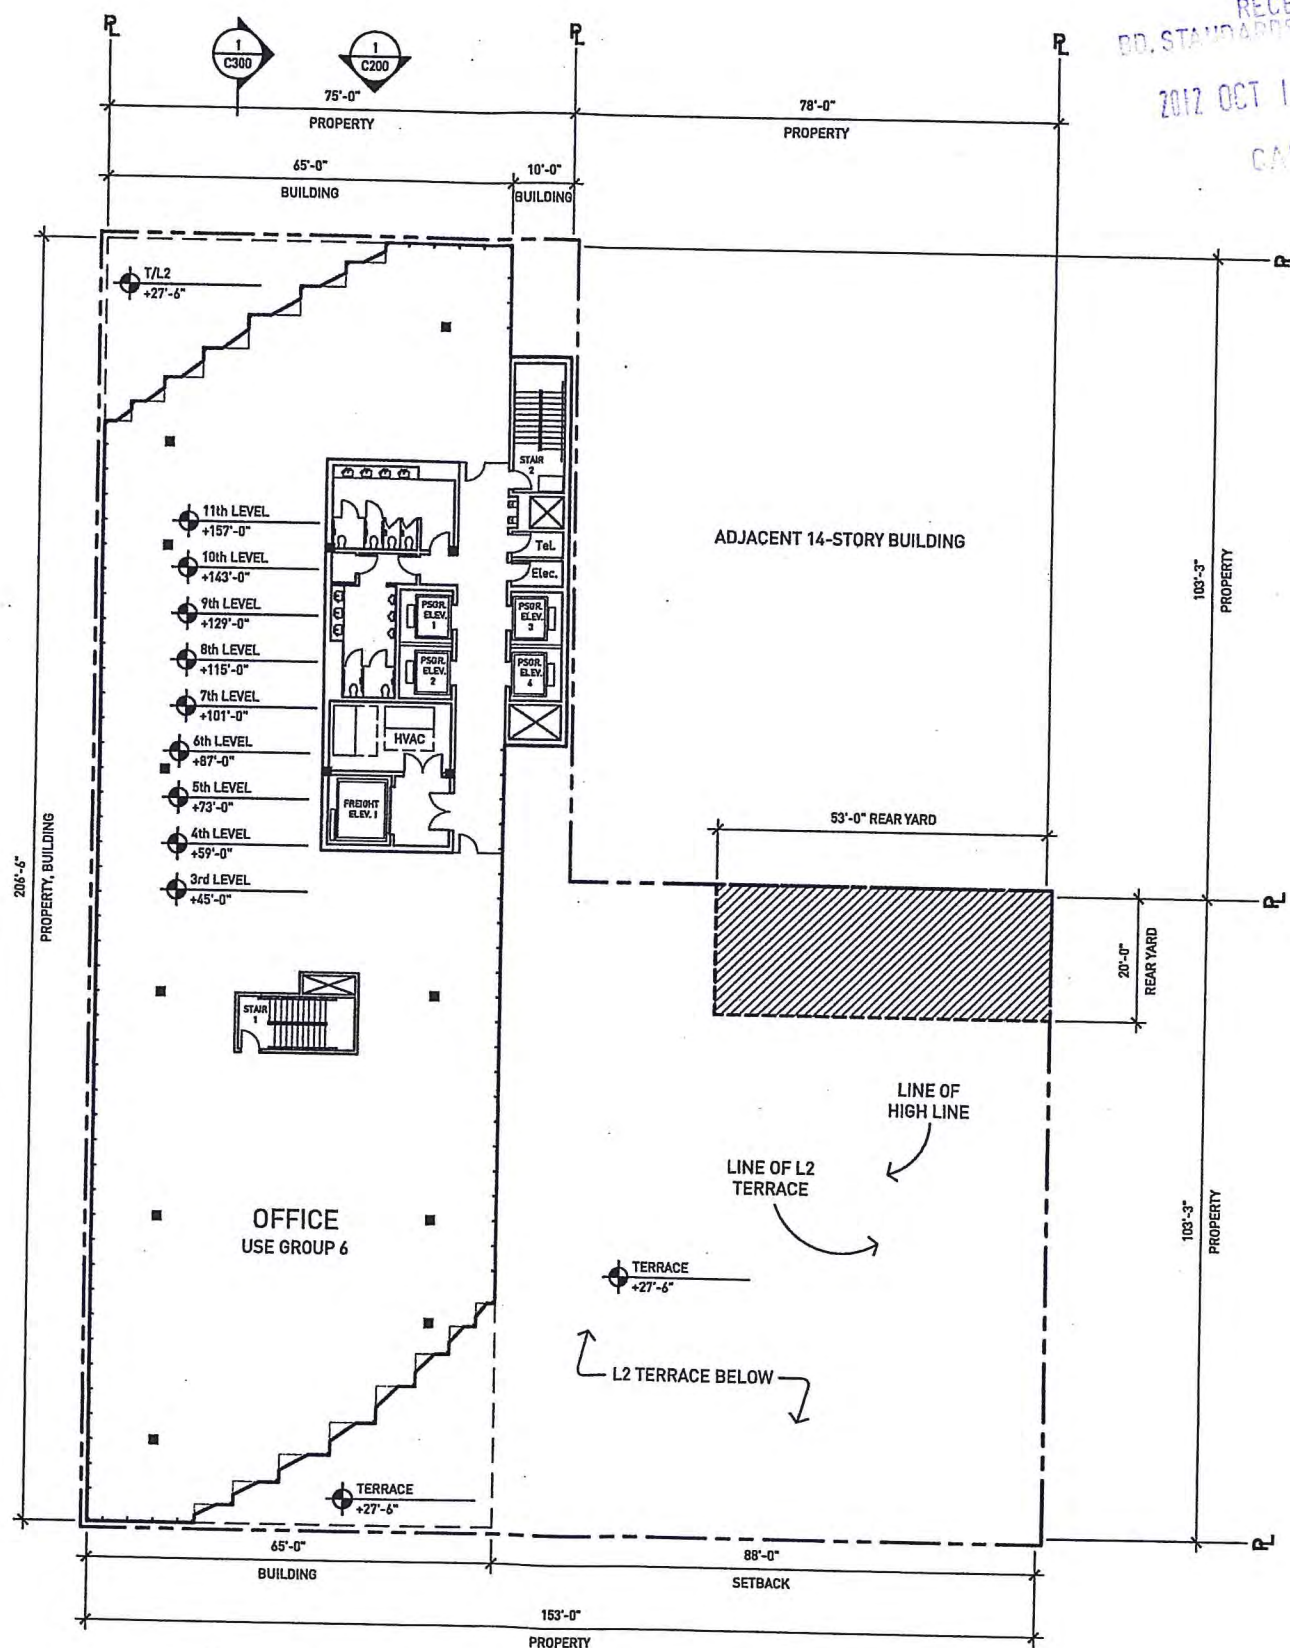 RECE
BD. STANDARDS
2012 OCT 1
CA
PL
PL
PL
1
C300
1
C200
75'-0"
PROPERTY
78'-0"
PROPERTY
65'-0"
BUILDING
10'-0"
BUILDING
T/L2
+27'-6"
STAIR
2
11th LEVEL
+157'-0"
10th LEVEL
+143'-0"
9th LEVEL
+129'-0"
8th LEVEL
+115'-0"
7th LEVEL
+101'-0"
6th LEVEL
+87'-0"
5th LEVEL
+73'-0"
4th LEVEL
+59'-0"
3rd LEVEL
+45'-0"
Tel.
Elec.
PSGR.
ELEV.
1
PSGR.
ELEV.
3
PSGR.
ELEV.
2
PSGR.
ELEV.
4
HVAC
FREIGHT
ELEV. 1
ADJACENT 14-STORY BUILDING
103'-3"
PROPERTY
53'-0" REAR YARD
PL
20'-0"
REAR YARD
206'-6"
PROPERTY, BUILDING
STAIR
1
LINE OF
HIGH LINE
LINE OF L2
TERRACE
OFFICE
USE GROUP 6
TERRACE
+27'-6"
103'-3"
PROPERTY
L2 TERRACE BELOW
TERRACE
+27'-6"
PL
65'-0"
BUILDING
88'-0"
SETBACK
153'-0"
PROPERTY